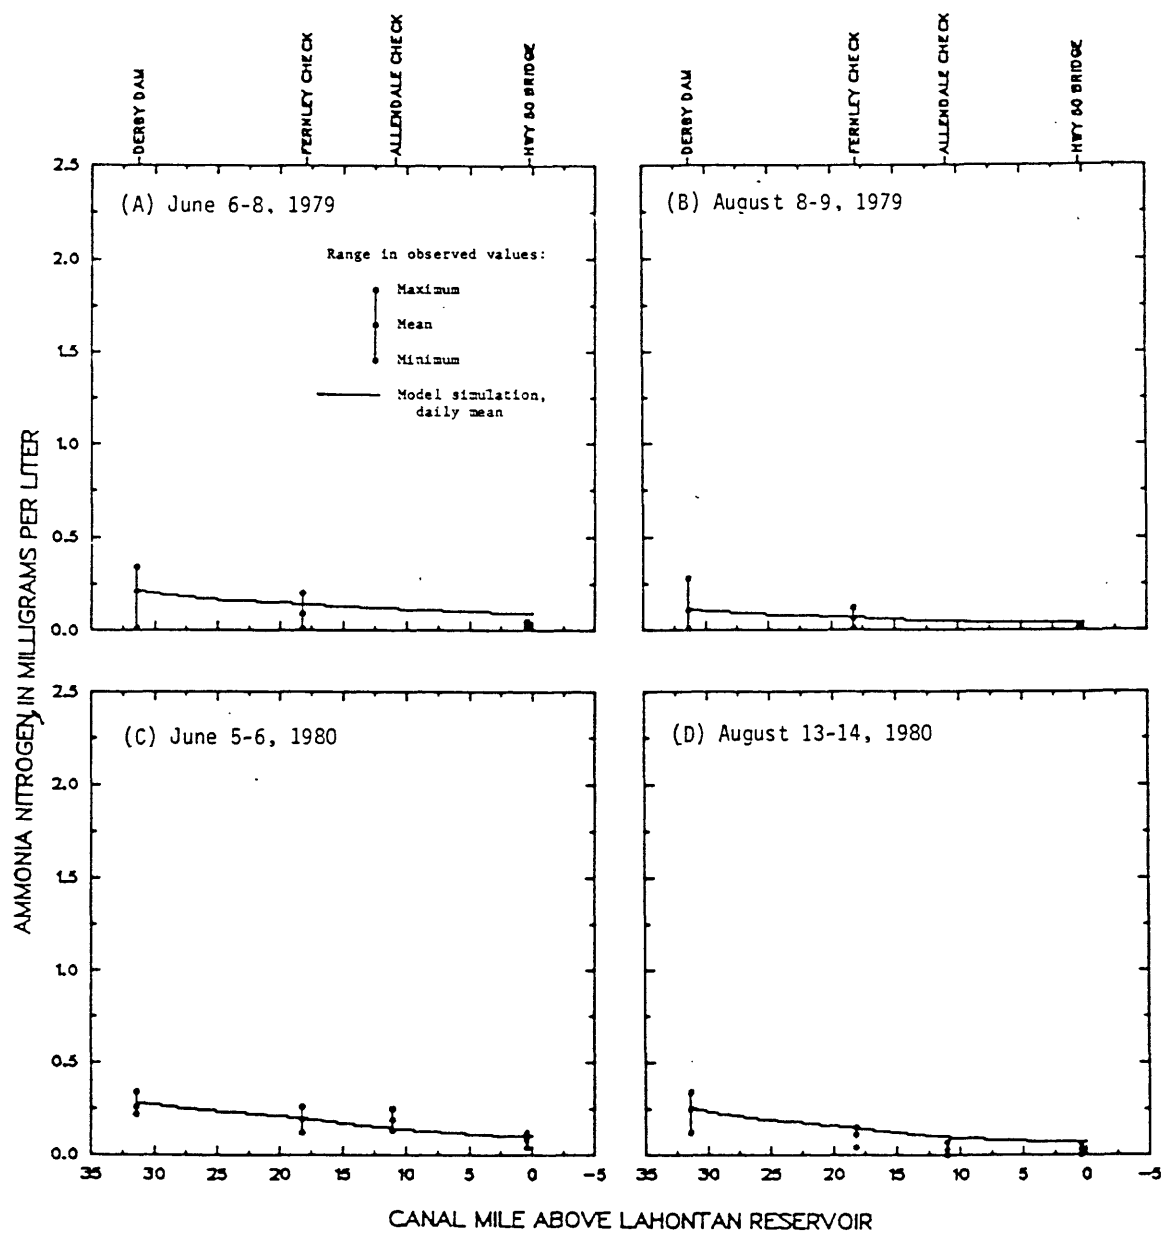 DERBY DAM
FERNLEY CHECK
ALLENDALE CHECK
HWY 50 BRIDGE
DERBY DAM
FERNLEY CHECK
ALLENDALE CHECK
HWY 50 BRIDGE
2.5
2.0
1.5
1.0
0.5
0.0
(A) June 6-8, 1979
Range in observed values:
Maximum
Mean
Minimum
Model simulation,
daily mean
(B) August 8-9, 1979
AMMONIA NITROGEN, IN MILLIGRAMS PER LITER
2.5
2.0
1.5
1.0
0.5
0.0
(C) June 5-6, 1980
(D) August 13-14, 1980
35 30 25 20 15 10 5 0 -5
35 30 25 20 15 10 5 0 -5
CANAL MILE ABOVE LAHONTAN RESERVOIR